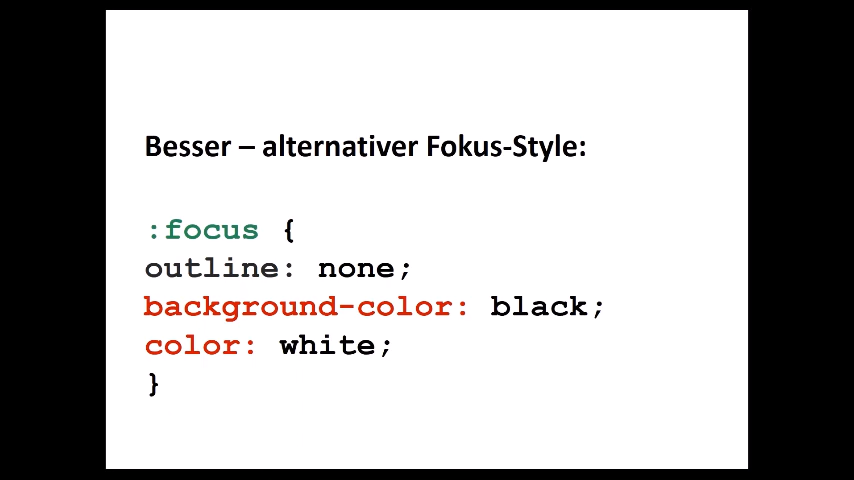 Besser – alternativer Fokus-Style:
:focus {
outline: none;
background-color: black;
color: white;
}